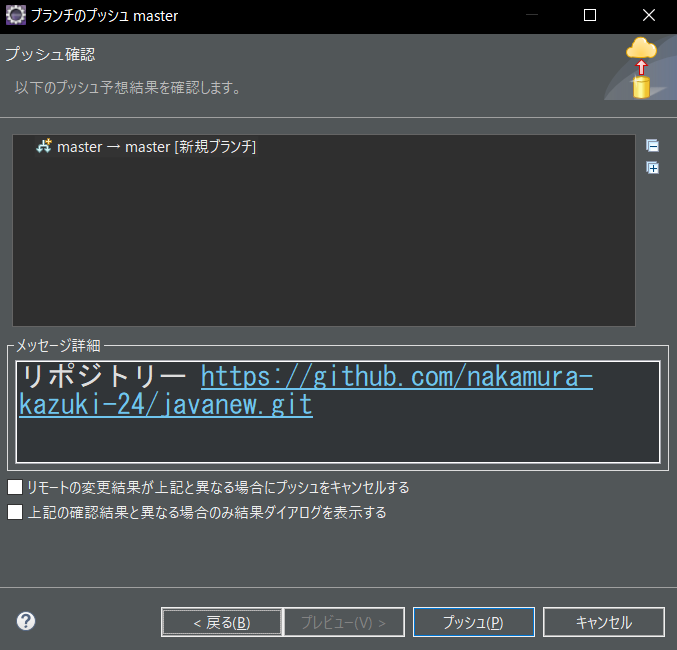 ブランチのプッシュ master
プッシュ確認
以下のプッシュ予想結果を確認します。
master → master [新規ブランチ]
メッセージ詳細
リポジトリー https://github.com/nakamura-
kazuki-24/javanew.git
リモートの変更結果が上記と異なる場合にプッシュをキャンセルする
上記の確認結果と異なる場合のみ結果ダイアログを表示する
< 戻る(B) プレビュー(V) > プッシュ(P) キャンセル